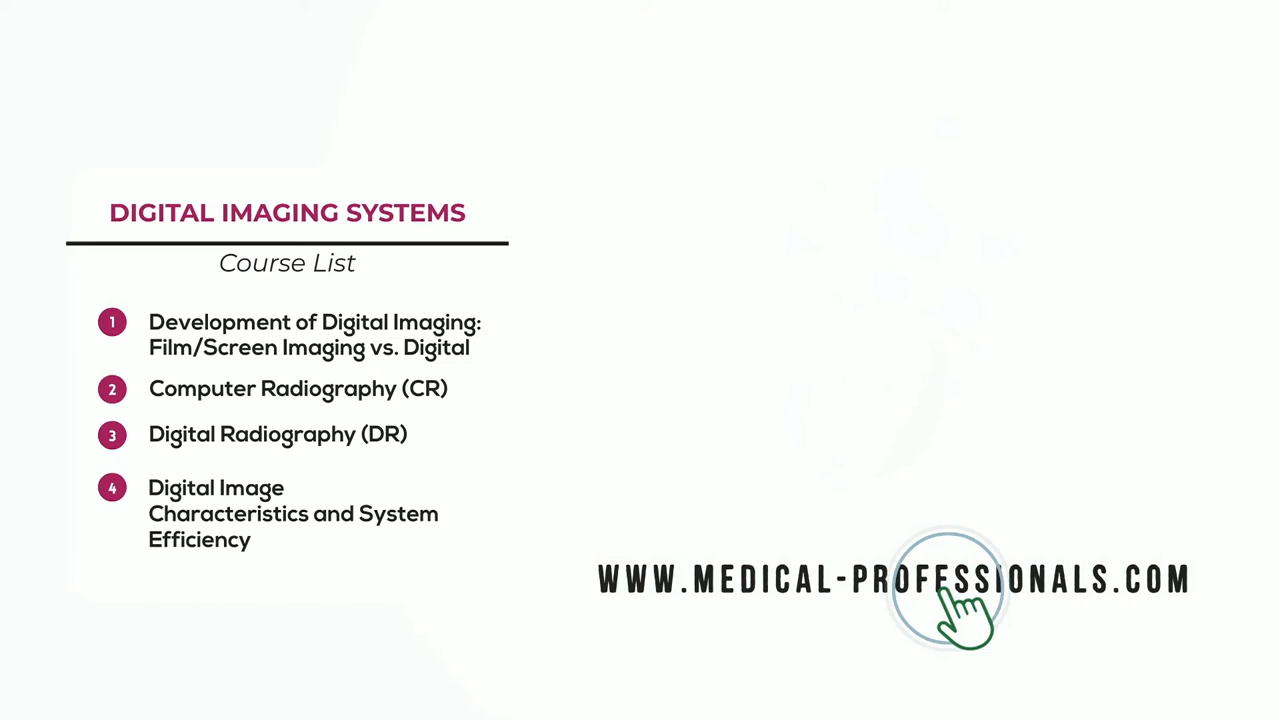 DIGITAL IMAGING SYSTEMS
Course List
1 Development of Digital Imaging:
Film/Screen Imaging vs. Digital
2 Computer Radiography (CR)
3 Digital Radiography (DR)
4 Digital Image
Characteristics and System
Efficiency
WWW.MEDICAL-PROFESSIONALS.COM